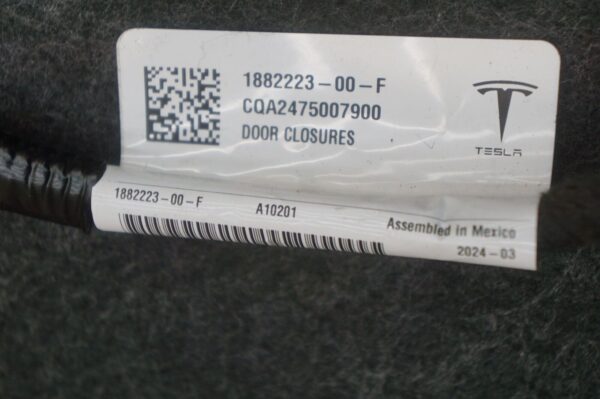 1882223-00-F
CQA2475007900
DOOR CLOSURES
TESLA
1882223-00-F A10201 Assembled in Mexico
2024-03